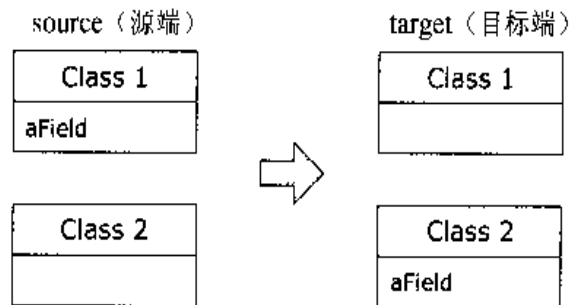 source（源端） target（目标端）
Class 1 Class 1
aField
Class 2 Class 2
aField